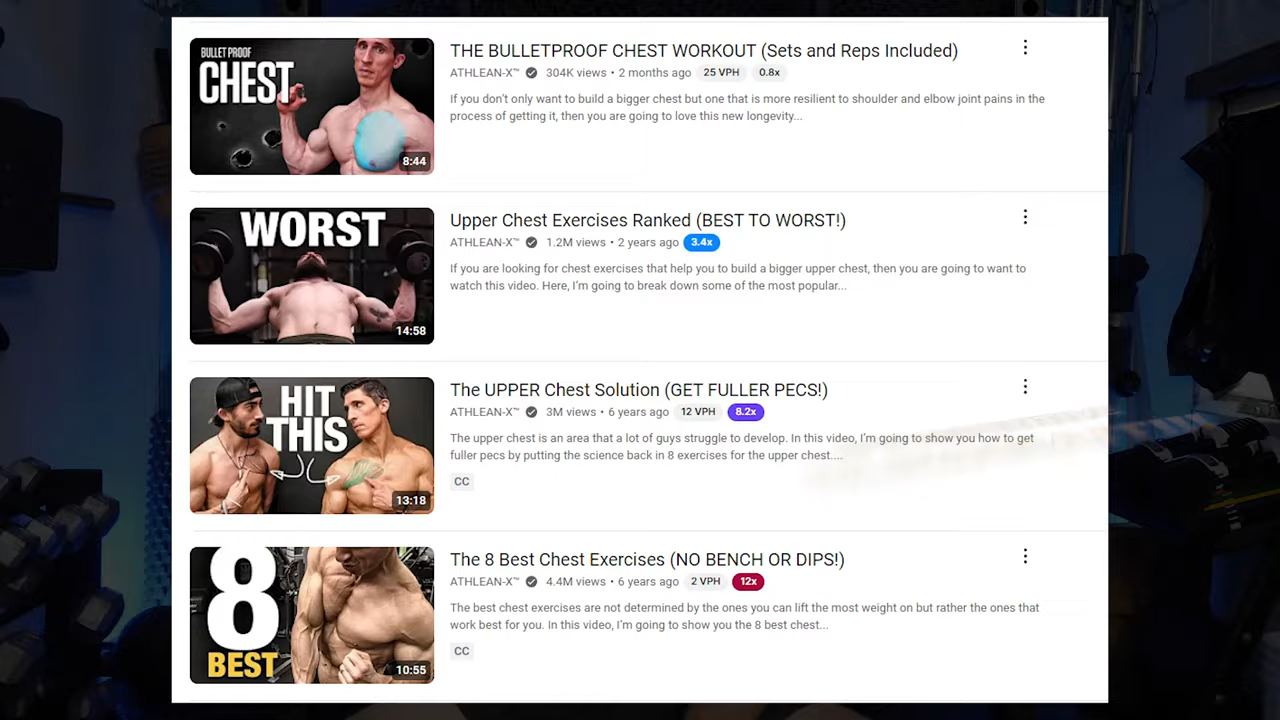 BULLET PROOF
CHEST
8:44
THE BULLETPROOF CHEST WORKOUT (Sets and Reps Included)
ATHLEAN-X™ 304K views • 2 months ago 25 VPH 0.8x
If you don't only want to build a bigger chest but one that is more resilient to shoulder and elbow joint pains in the
process of getting it, then you are going to love this new longevity...
WORST
14:58
Upper Chest Exercises Ranked (BEST TO WORST!)
ATHLEAN-X™ 1.2M views • 2 years ago 3.4x
If you are looking for chest exercises that help you to build a bigger upper chest, then you are going to want to
watch this video. Here, I'm going to break down some of the most popular...
HIT
THIS
13:18
The UPPER Chest Solution (GET FULLER PECS!)
ATHLEAN-X™ 3M views • 6 years ago 12 VPH 8.2x
The upper chest is an area that a lot of guys struggle to develop. In this video, I'm going to show you how to get
fuller pecs by putting the science back in 8 exercises for the upper chest....
CC
8
BEST
10:55
The 8 Best Chest Exercises (NO BENCH OR DIPS!)
ATHLEAN-X™ 4.4M views • 6 years ago 2 VPH 12x
The best chest exercises are not determined by the ones you can lift the most weight on but rather the ones that
work best for you. In this video, I'm going to show you the 8 best chest...
CC